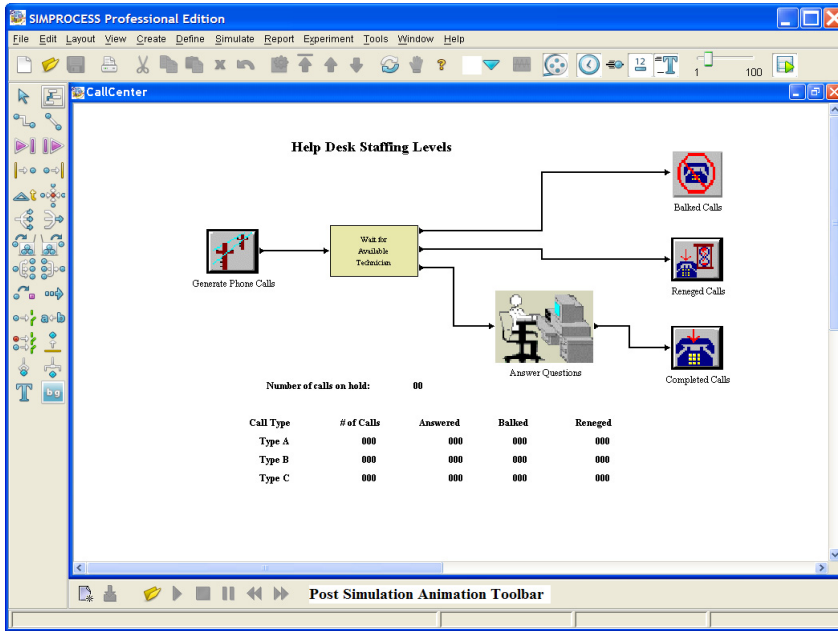 SIMPROCESS Professional Edition
File Edit Layout View Create Define Simulate Report Experiment Tools Window Help
12
T
1 100
CallCenter
Help Desk Staffing Levels
Balked Calls
Wait for
Available
Technician
Generate Phone Calls
Reneged Calls
Answer Questions
Completed Calls
Number of calls on hold: 00
Call Type # of Calls Answered Balked Reneged
Type A 000 000 000 000
Type B 000 000 000 000
Type C 000 000 000 000
a b
T bg
Post Simulation Animation Toolbar